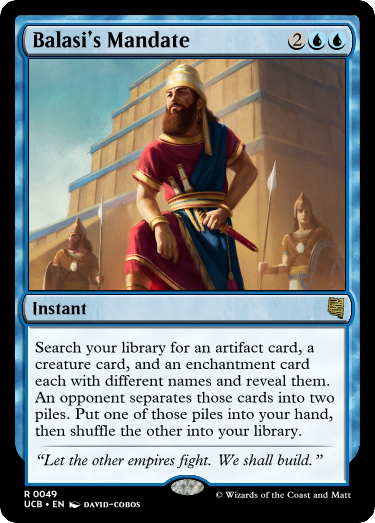 Balasi's Mandate 2
Instant
Search your library for an artifact card, a
creature card, and an enchantment card
each with different names and reveal them.
An opponent separates those cards into two
piles. Put one of those piles into your hand,
then shuffle the other into your library.
“Let the other empires fight. We shall build.”
R 0049
UCB • EN DAVID-COBOS
© Wizards of the Coast and Matt